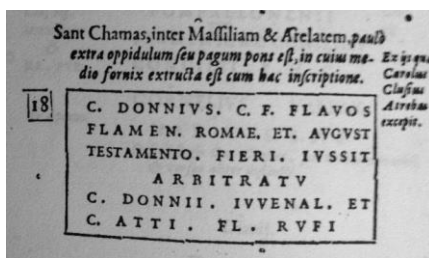 Sant Chamas, inter Maſſiliam & Arelatem, paulò
extra oppidulum ſeu pagum pons eſt, in cuius me-
dio fornix extructa eſt cum hac inſcriptione.
Ex ijs quæ
Carolus
Cluſius
Atrebas
excepit.
18
C. DONNIVS. C. F. FLAVOS
FLAMEN. ROMAE. ET. AVGVST
TESTAMENTO. FIERI. IVSSIT
ARBITRATV
C. DONNII. IVVENAL. ET
C. ATTI. FL. RVFI